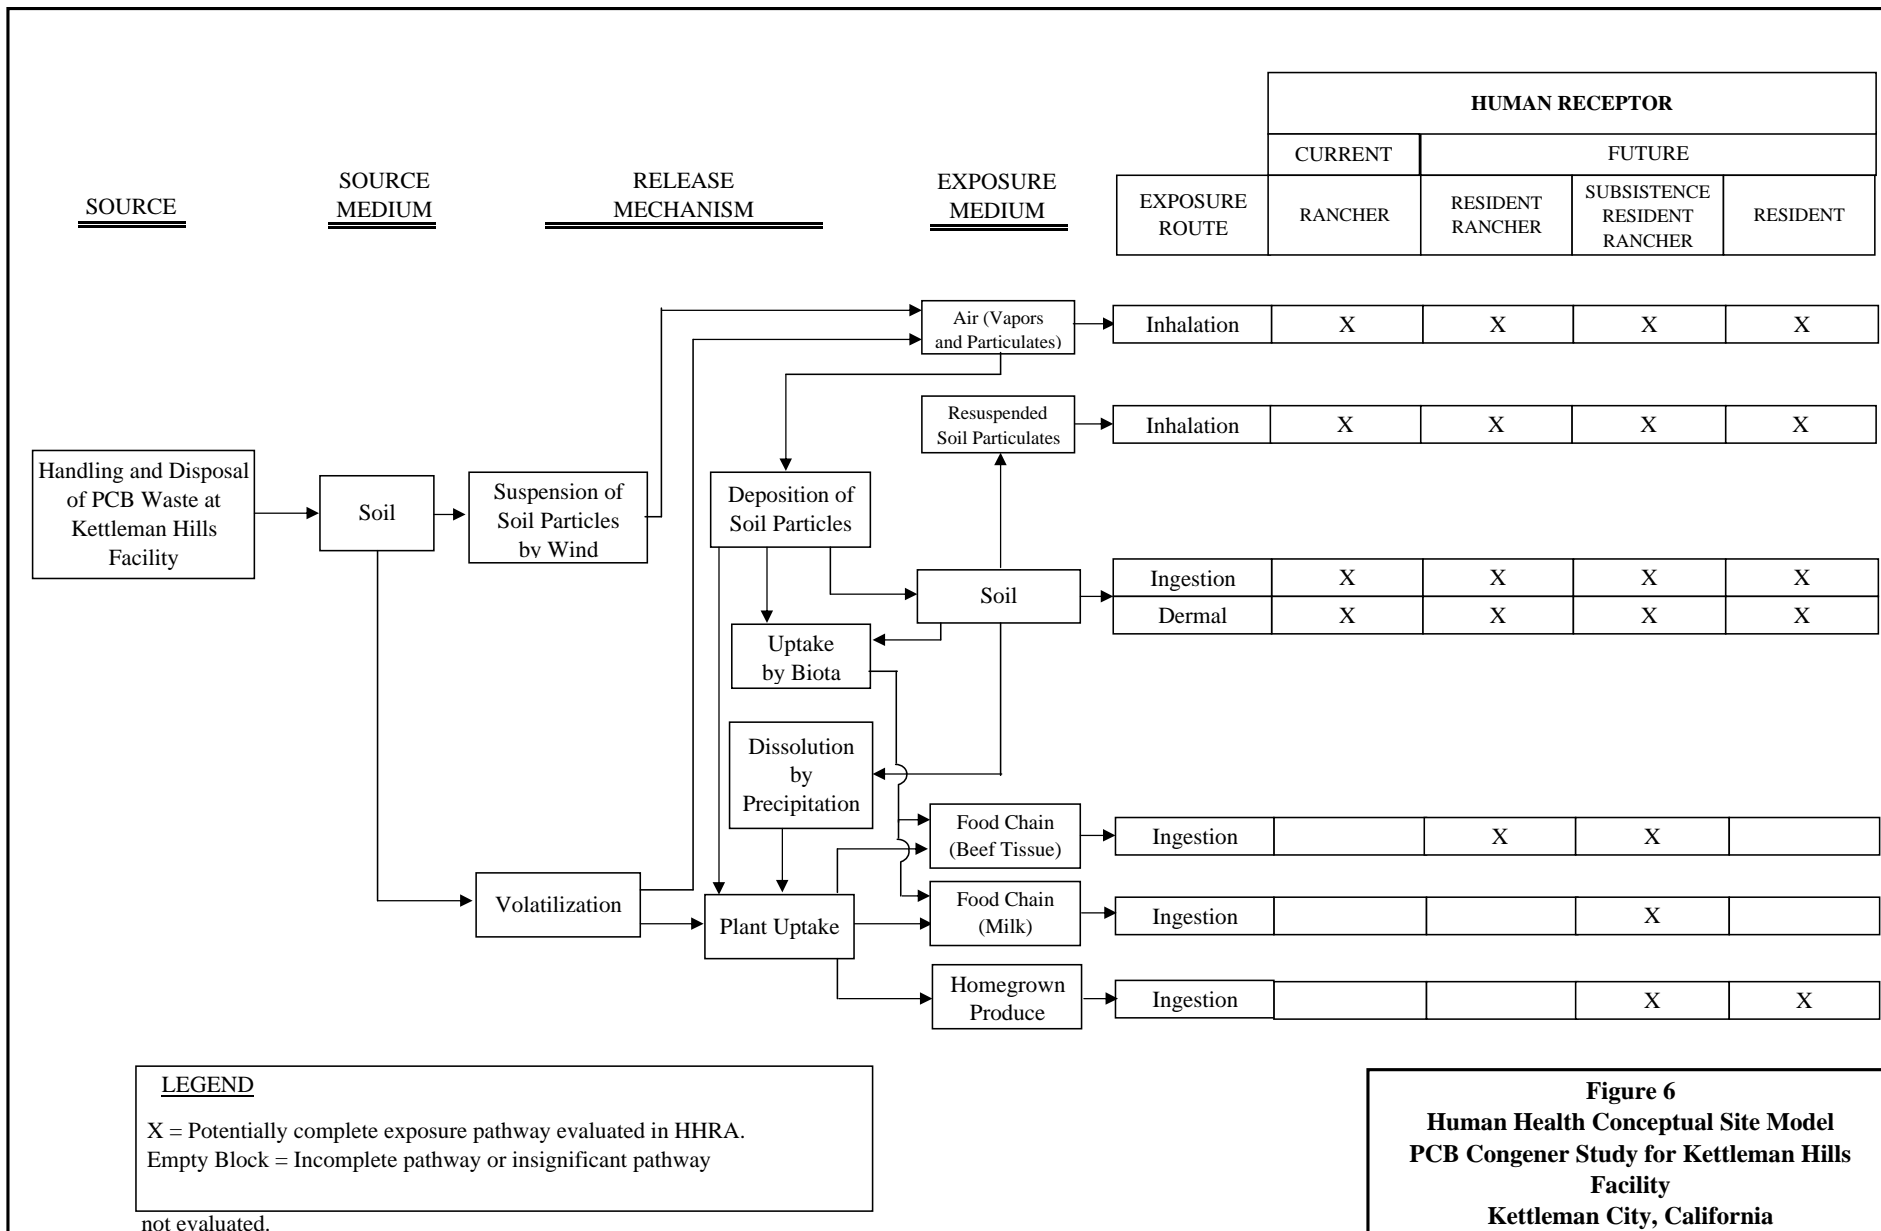 HUMAN RECEPTOR
CURRENT
FUTURE
SOURCE
SOURCE
MEDIUM
RELEASE
MECHANISM
EXPOSURE
MEDIUM
EXPOSURE
ROUTE
RANCHER
RESIDENT
RANCHER
SUBSISTENCE
RESIDENT
RANCHER
RESIDENT
Air (Vapors
and Particulates)
Inhalation X X X X
Resuspended
Soil Particulates
Inhalation X X X X
Handling and Disposal
of PCB Waste at
Kettleman Hills
Facility
Soil
Suspension of
Soil Particles
by Wind
Deposition of
Soil Particles
Soil
Ingestion X X X X
Dermal X X X X
Uptake
by Biota
Dissolution
by
Precipitation
Food Chain
(Beef Tissue)
Ingestion X X
Volatilization
Plant Uptake
Food Chain
(Milk)
Ingestion X
Homegrown
Produce
Ingestion X X
LEGEND
X = Potentially complete exposure pathway evaluated in HHRA.
Empty Block = Incomplete pathway or insignificant pathway
not evaluated.
Figure 6
Human Health Conceptual Site Model
PCB Congener Study for Kettleman Hills
Facility
Kettleman City, California